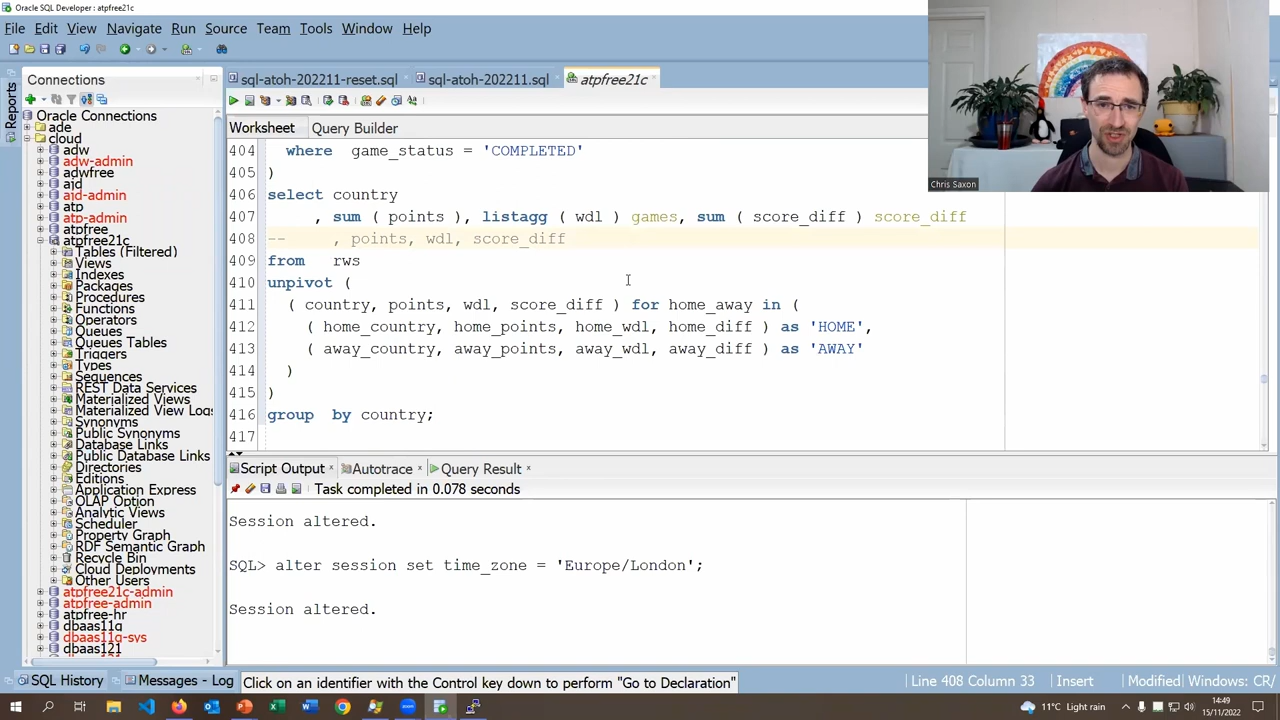 Oracle SQL Developer : atpfree21c
File Edit View Navigate Run Source Team Tools Window Help
Reports
Connections
Oracle Connections
ade
cloud
adw
adw-admin
adwfree
ajd
ajd-admin
atp
atp-admin
atpfree
atpfree21c
Tables (Filtered)
Views
Indexes
Packages
Procedures
Functions
Operators
Queues
Queues Tables
Triggers
Types
Sequences
REST Data Services
Materialized Views
Materialized View Logs
Synonyms
Public Synonyms
Database Links
Public Database Links
Directories
Editions
Application Express
OLAP Option
Analytic Views
Scheduler
Property Graph
RDF Semantic Graph
Recycle Bin
Cloud Deployments
Other Users
atpfree21c-admin
atpfree-admin
atpfree-hr
dbaas11g
dbaas11g-sys
dbaas121
sql-atoh-202211-reset.sql sql-atoh-202211.sql atpfree21c
Worksheet Query Builder
404 where game_status = 'COMPLETED'
405 )
406 select country
407 , sum ( points ), listagg ( wdl ) games, sum ( score_diff ) score_diff
408 -- , points, wdl, score_diff
409 from rws
410 unpivot (
411 ( country, points, wdl, score_diff ) for home_away in (
412 ( home_country, home_points, home_wdl, home_diff ) as 'HOME',
413 ( away_country, away_points, away_wdl, away_diff ) as 'AWAY'
414 )
415 )
416 group by country;
417
Chris Saxon
Script Output Autotrace Query Result
Task completed in 0.078 seconds
Session altered.
SQL> alter session set time_zone = 'Europe/London';
Session altered.
SQL History Messages - Log Click on an identifier with the Control key down to perform "Go to Declaration" Line 408 Column 33 Insert Modified Windows: CR/
11°C Light rain
14:49
15/11/2022